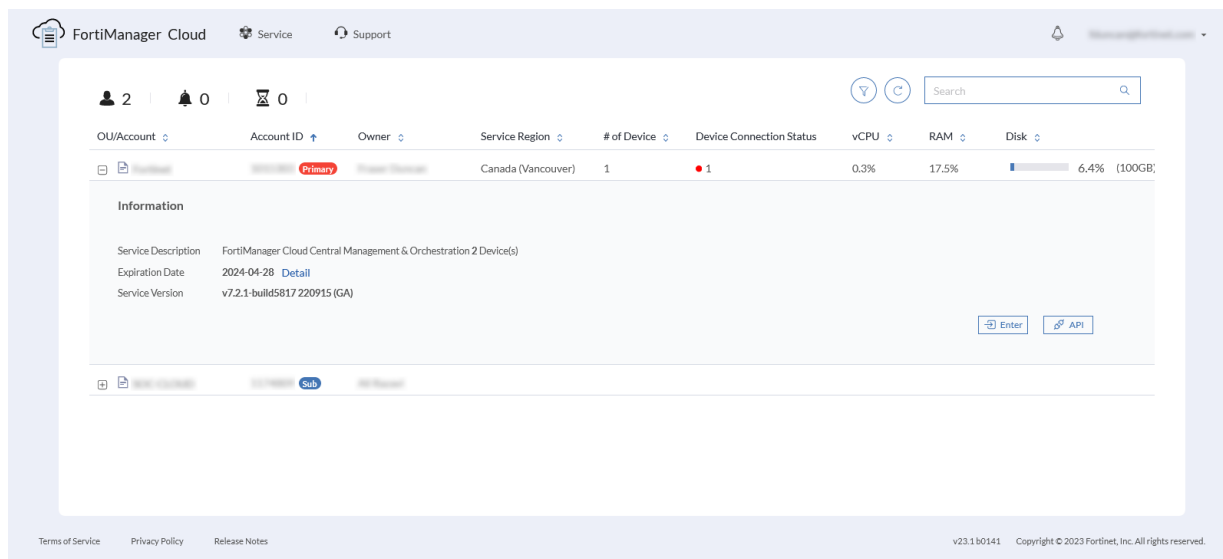 FortiManager Cloud Service Support
2 0 0 Search
OU/Account Account ID Owner Service Region # of Device Device Connection Status vCPU RAM Disk
Primary Canada (Vancouver) 1 1 0.3% 17.5% 6.4% (100GB)
Information
Service Description FortiManager Cloud Central Management & Orchestration 2 Device(s)
Expiration Date 2024-04-28 Detail
Service Version v7.2.1-build5817 220915 (GA)
Enter API
Sub
Terms of Service Privacy Policy Release Notes v23.1 b0141 Copyright © 2023 Fortinet, Inc. All rights reserved.